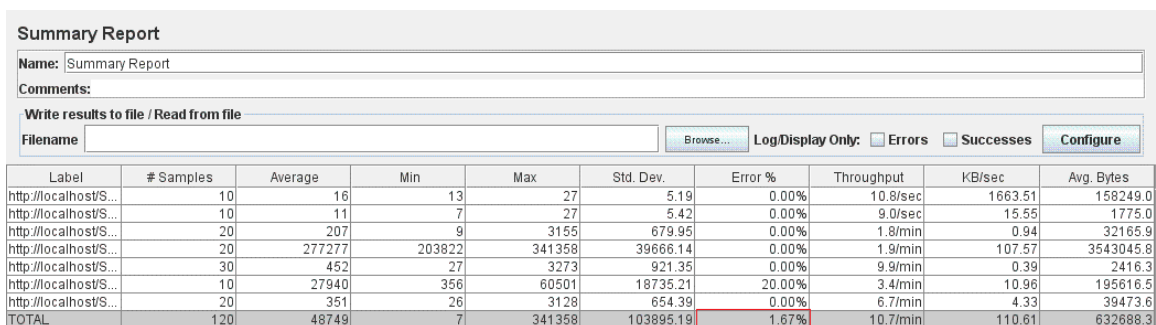 Summary Report
Name: Summary Report
Comments:
Write results to file / Read from file
Filename Browse... Log/Display Only: Errors Successes Configure
Label # Samples Average Min Max Std. Dev. Error % Throughput KB/sec Avg. Bytes
http://localhost/S... 10 16 13 27 5.19 0.00% 10.8/sec 1663.51 158249.0
http://localhost/S... 10 11 7 27 5.42 0.00% 9.0/sec 15.55 1775.0
http://localhost/S... 20 207 9 3155 679.95 0.00% 1.8/min 0.94 32165.9
http://localhost/S... 20 277277 203822 341358 39666.14 0.00% 1.9/min 107.57 3543045.8
http://localhost/S... 30 452 27 3273 921.35 0.00% 9.9/min 0.39 2416.3
http://localhost/S... 10 27940 356 60501 18735.21 20.00% 3.4/min 10.96 195616.5
http://localhost/S... 20 351 26 3128 654.39 0.00% 6.7/min 4.33 39473.6
TOTAL 120 48749 7 341358 103895.19 1.67% 10.7/min 110.61 632688.3